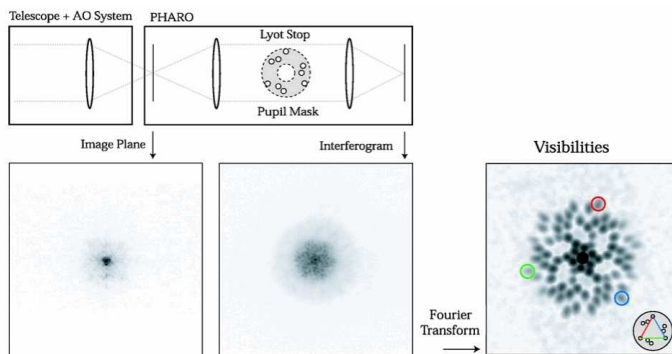 Telescope + AO System
PHARO
Lyot Stop
Pupil Mask
Image Plane
Interferogram
Visibilities
Fourier
Transform